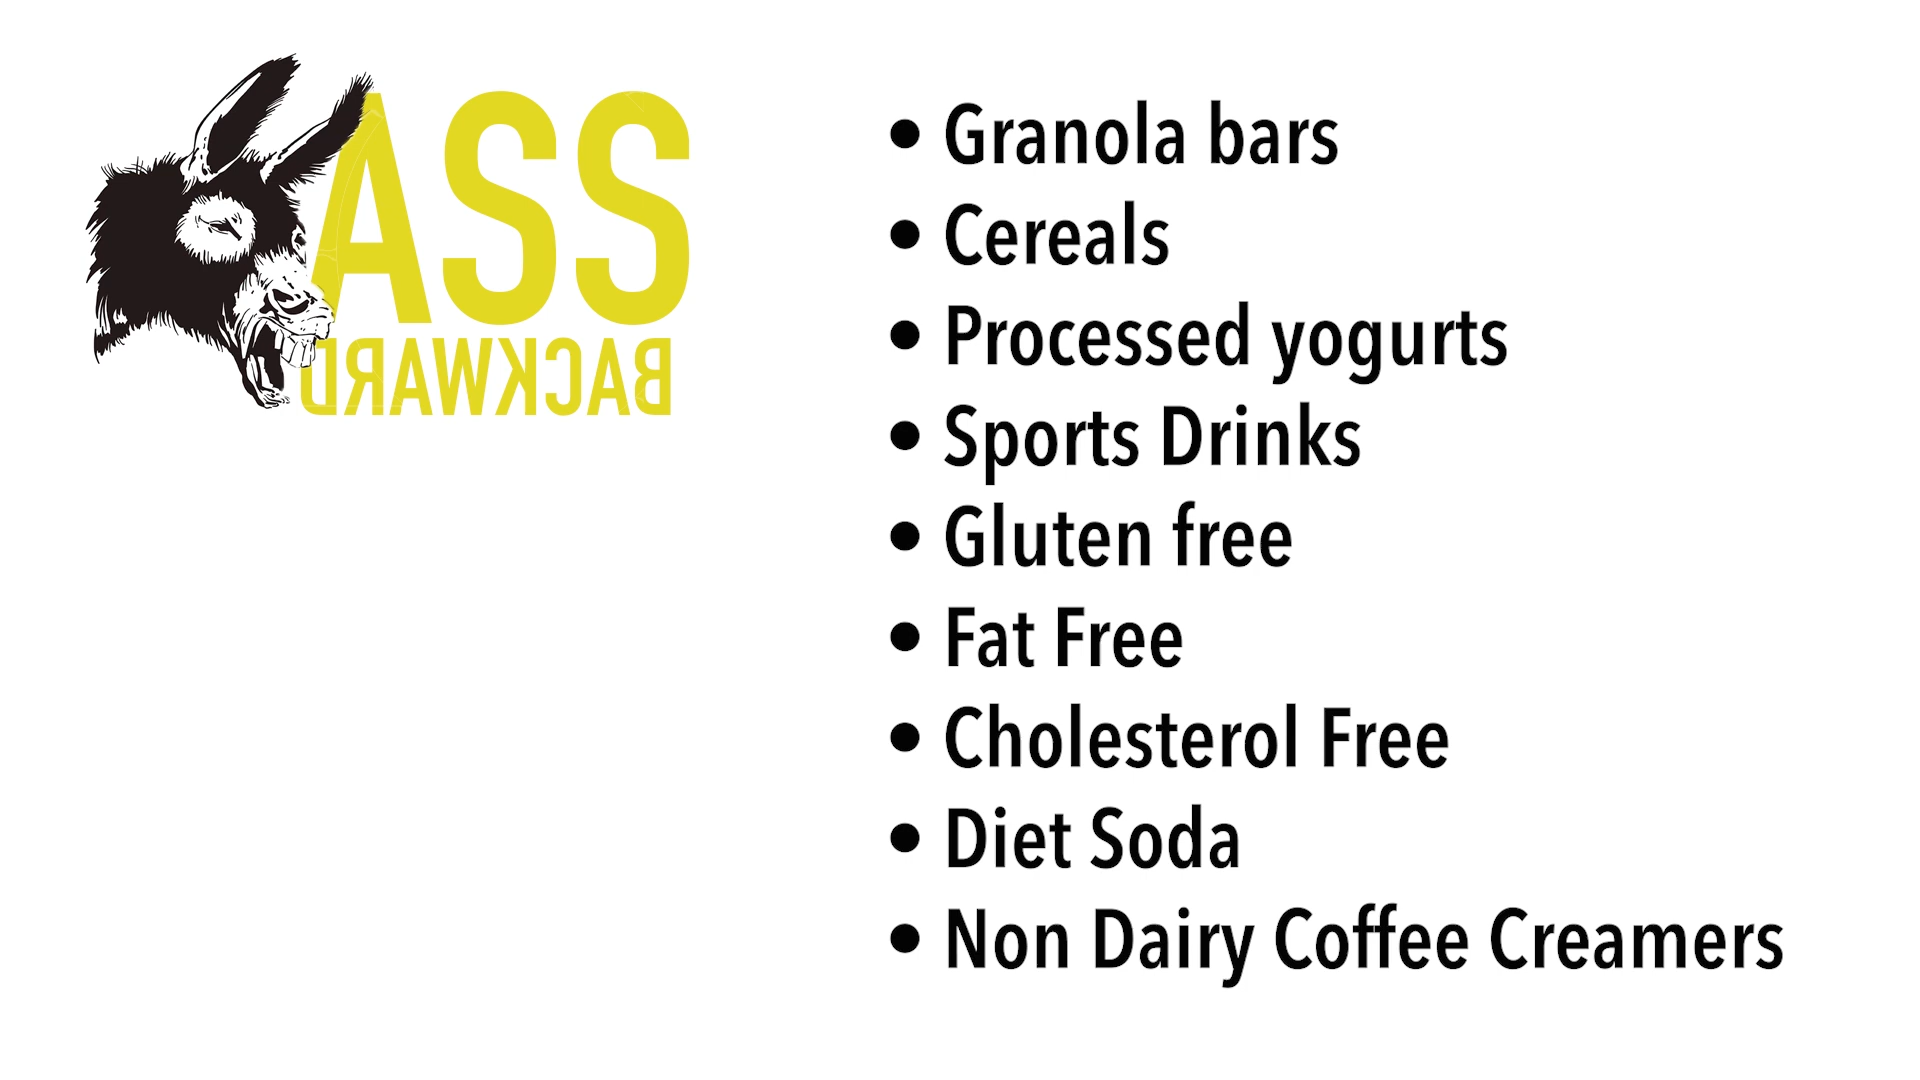 ASS
BACKWARD
• Granola bars
• Cereals
• Processed yogurts
• Sports Drinks
• Gluten free
• Fat Free
• Cholesterol Free
• Diet Soda
• Non Dairy Coffee Creamers